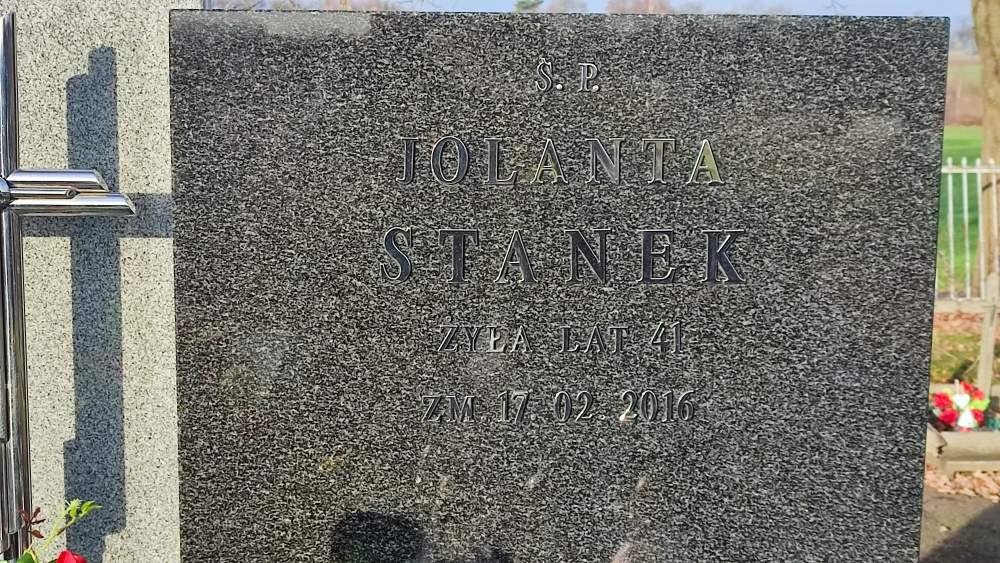 Ś. P.
JOLANTA
STANEK
ŻYŁA LAT 41
ZM 17. 02. 2016